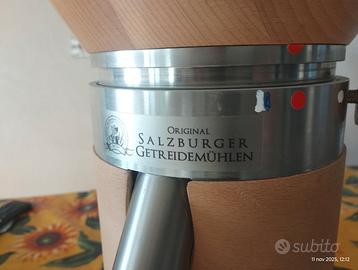 ORIGINAL
SALZBURGER
GETREIDEMÜHLEN
subito
11 nov 2025, 12:12